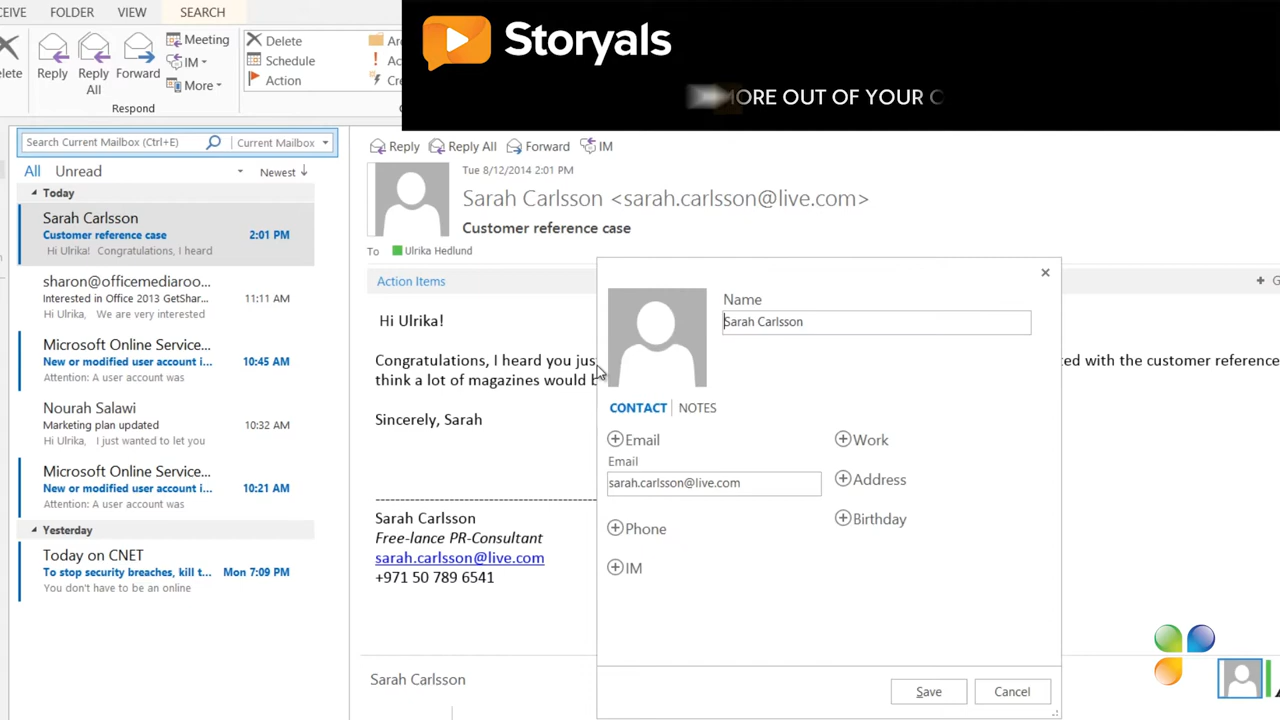 FOLDER
VIEW
SEARCH
Storyals
MORE OUT OF YOUR
Reply
Reply All
Forward
Meeting
IM
More
Respond
Delete
Schedule
Action
Search Current Mailbox (Ctrl+E)
Current Mailbox
All Unread
Newest
Today
Sarah Carlsson
Customer reference case 2:01 PM
Hi Ulrika! Congratulations, I heard
sharon@officemediaroo...
Interested in Office 2013 GetShar... 11:11 AM
Hi Ulrika, We are very interested
Microsoft Online Service...
New or modified user account i... 10:45 AM
Attention: A user account was
Nourah Salawi
Marketing plan updated 10:32 AM
Hi Ulrika, I just wanted to let you
Microsoft Online Service...
New or modified user account i... 10:21 AM
Attention: A user account was
Yesterday
Today on CNET
To stop security breaches, kill t... Mon 7:09 PM
You don't have to be an online
Reply Reply All Forward IM
Tue 8/12/2014 2:01 PM
Sarah Carlsson <sarah.carlsson@live.com>
Customer reference case
To Ulrika Hedlund
Action Items
Hi Ulrika!
Congratulations, I heard you jus
ed with the customer reference
think a lot of magazines would b
Sincerely, Sarah
------------------------------------------------
Sarah Carlsson
Free-lance PR-Consultant
sarah.carlsson@live.com
+971 50 789 6541
Sarah Carlsson
Name
Sarah Carlsson
CONTACT NOTES
Email
Email
sarah.carlsson@live.com
Phone
IM
Work
Address
Birthday
Save Cancel